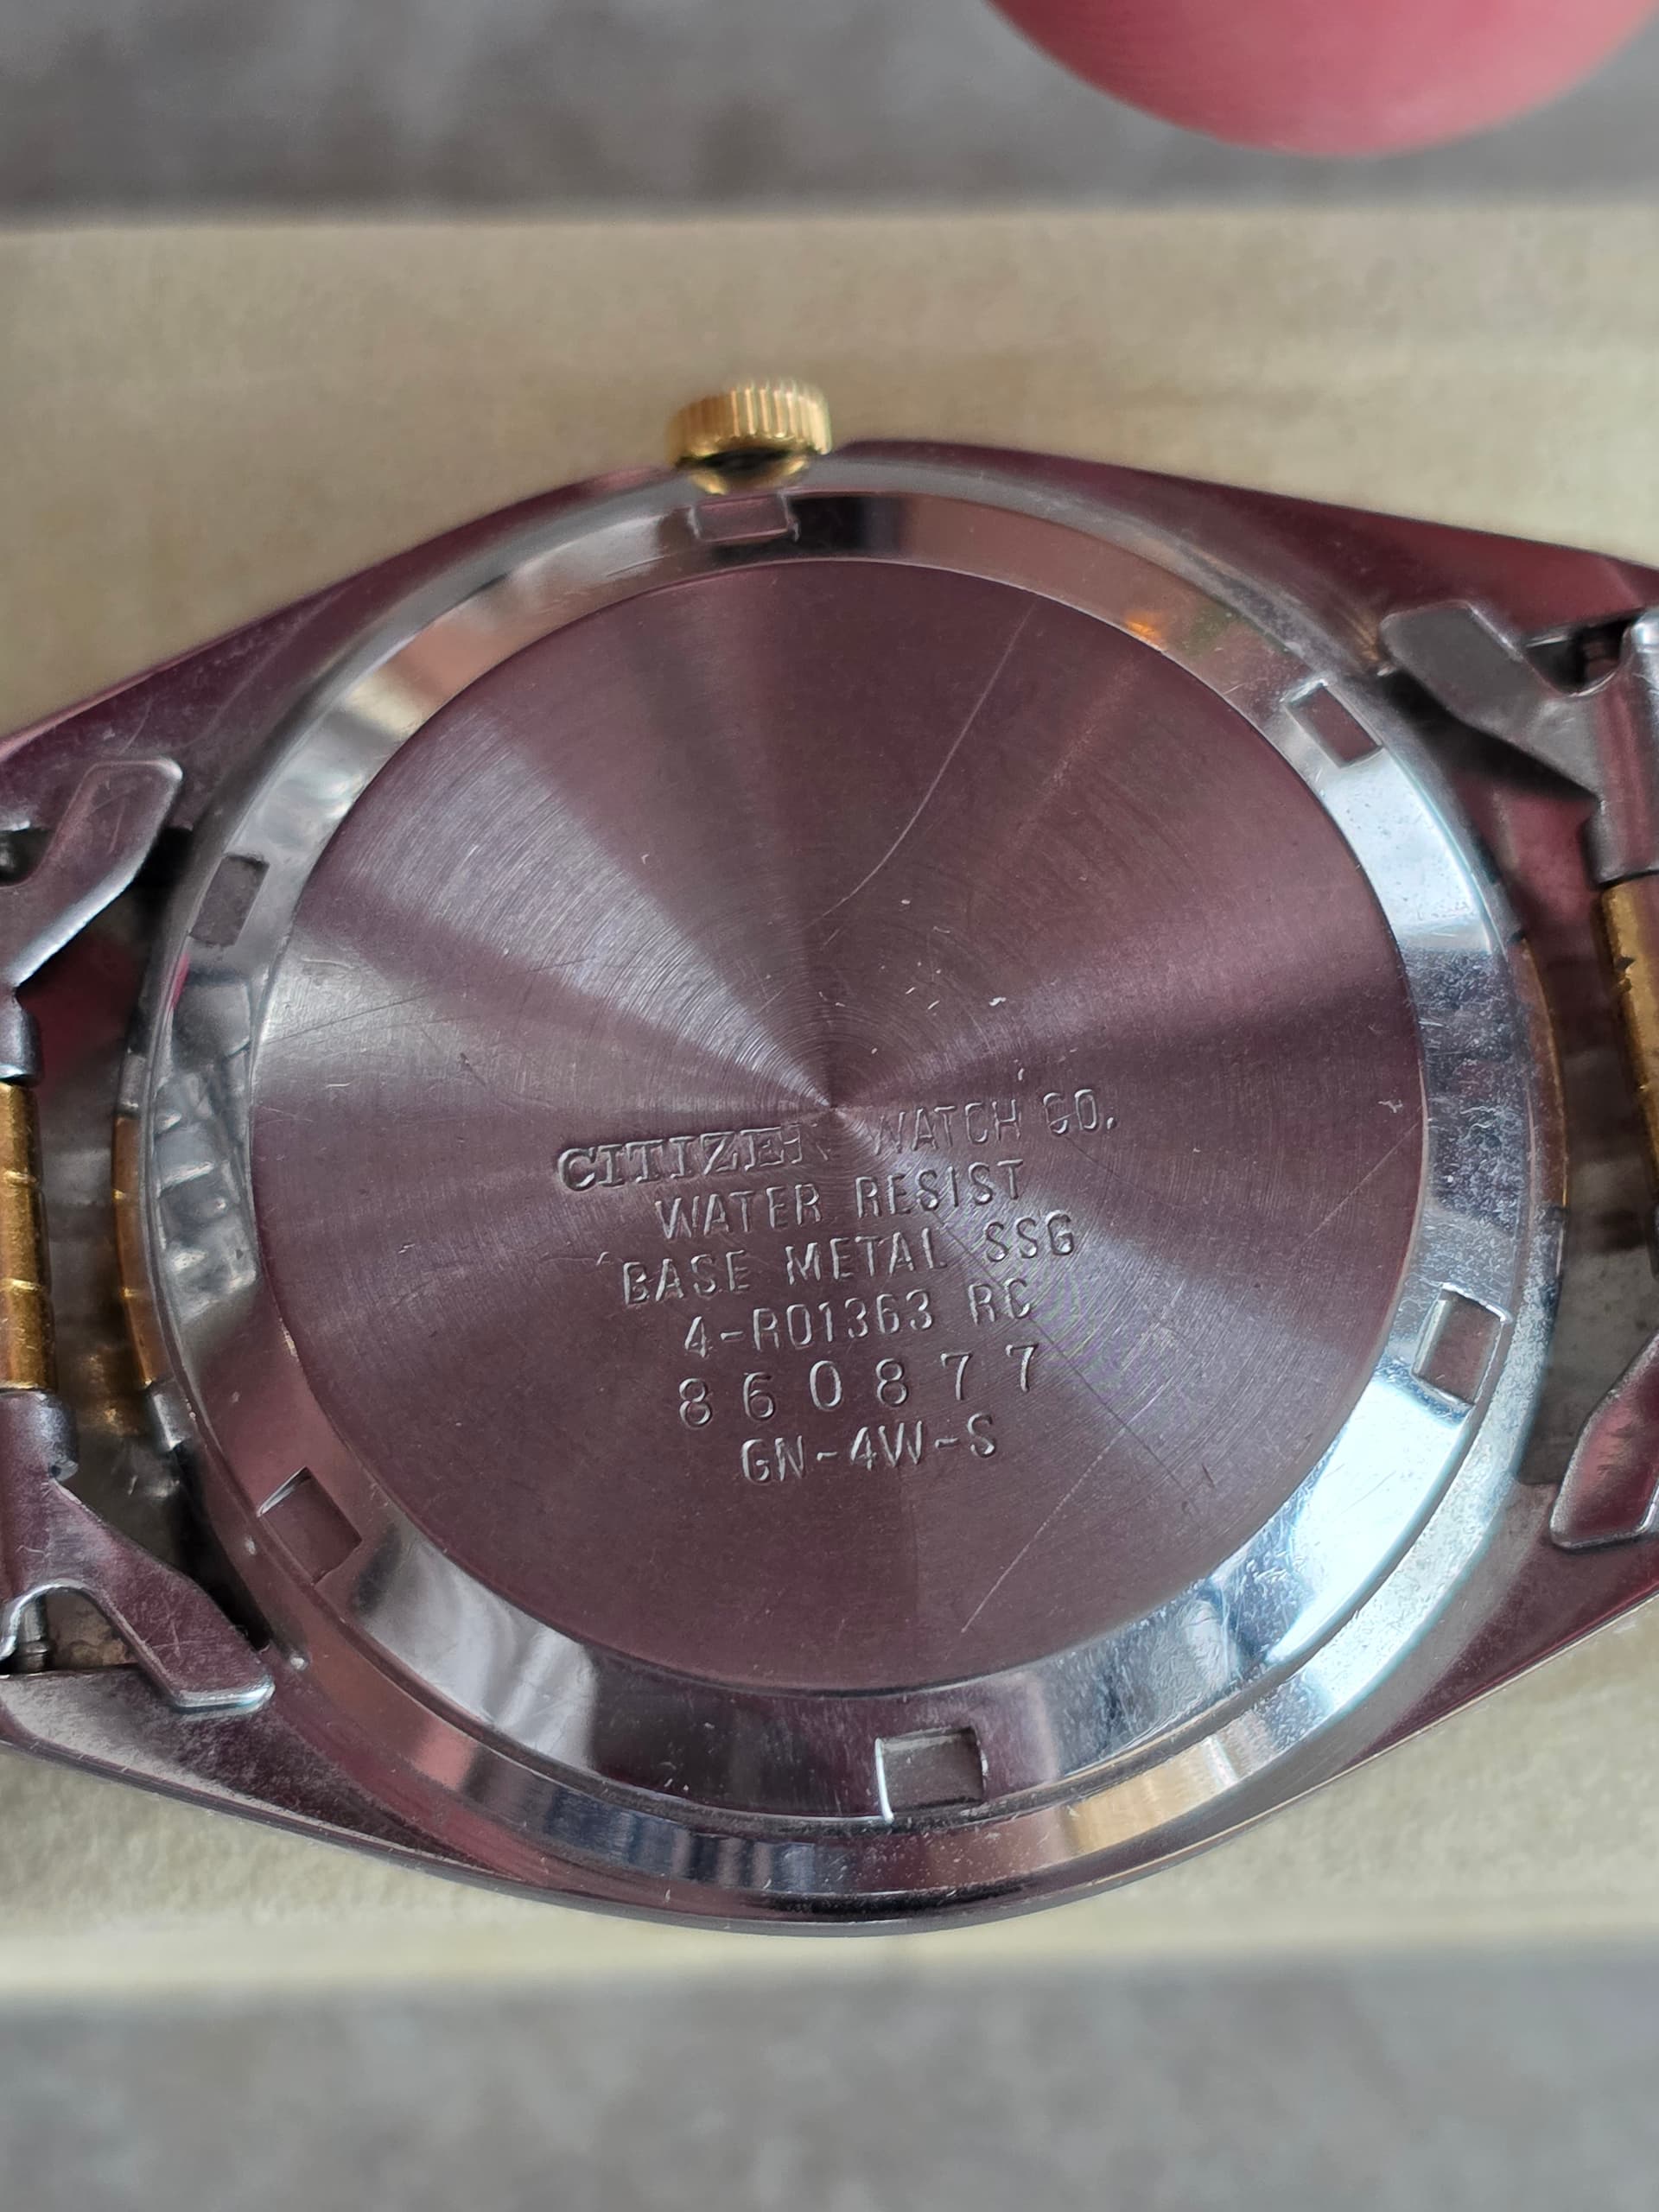 CITIZEN WATCH CO.
WATER RESIST
BASE METAL SSG
4-R01363 RC
860877
GN-4W-S